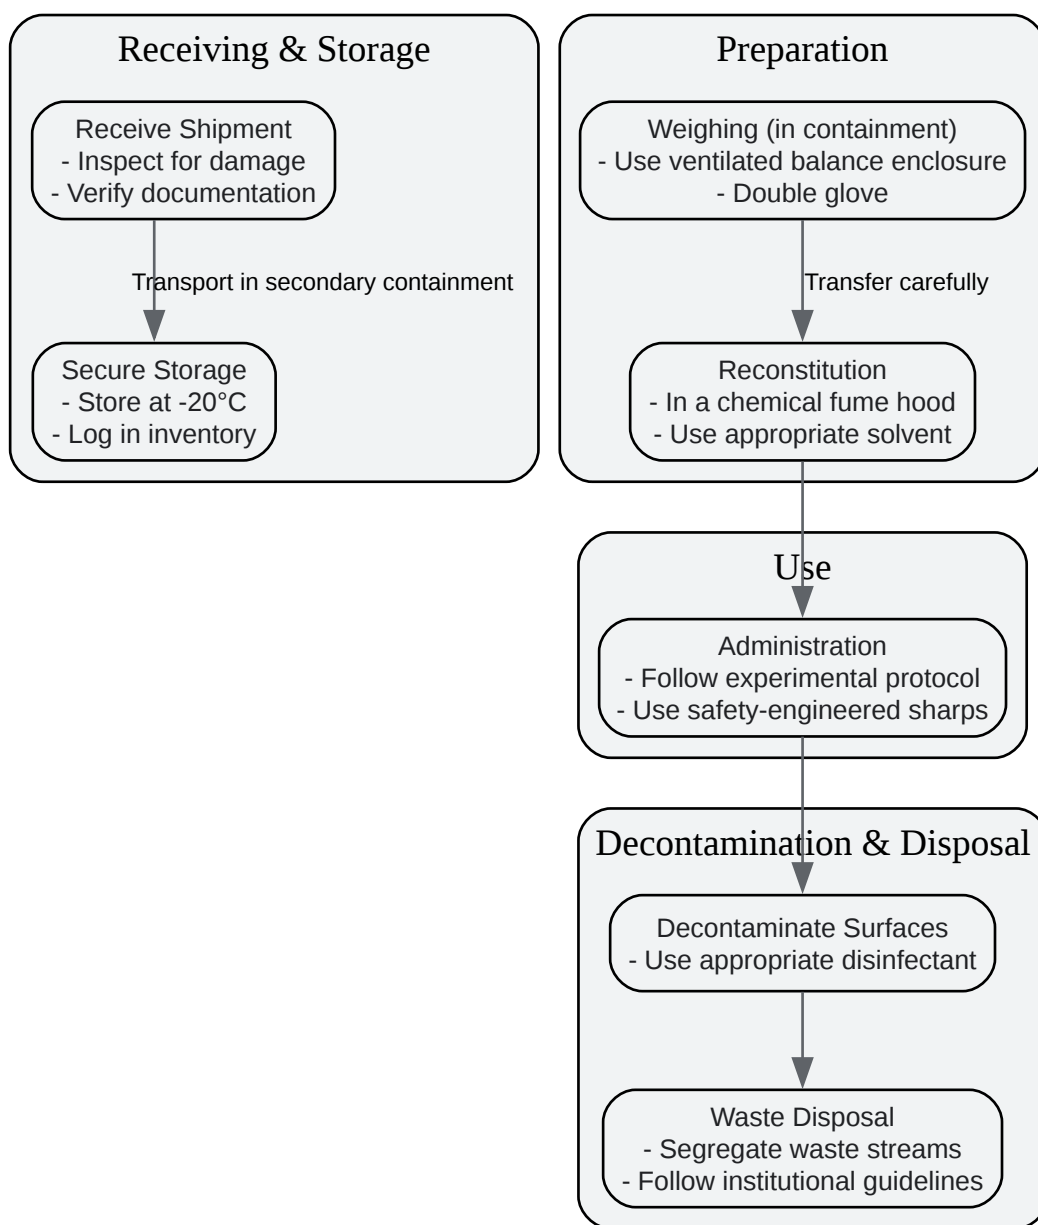 Receiving & Storage
Receive Shipment
- Inspect for damage
- Verify documentation
Transport in secondary containment
Secure Storage
- Store at -20°C
- Log in inventory
Preparation
Weighing (in containment)
- Use ventilated balance enclosure
- Double glove
Transfer carefully
Reconstitution
- In a chemical fume hood
- Use appropriate solvent
Use
Administration
- Follow experimental protocol
- Use safety-engineered sharps
Decontamination & Disposal
Decontaminate Surfaces
- Use appropriate disinfectant
Waste Disposal
- Segregate waste streams
- Follow institutional guidelines